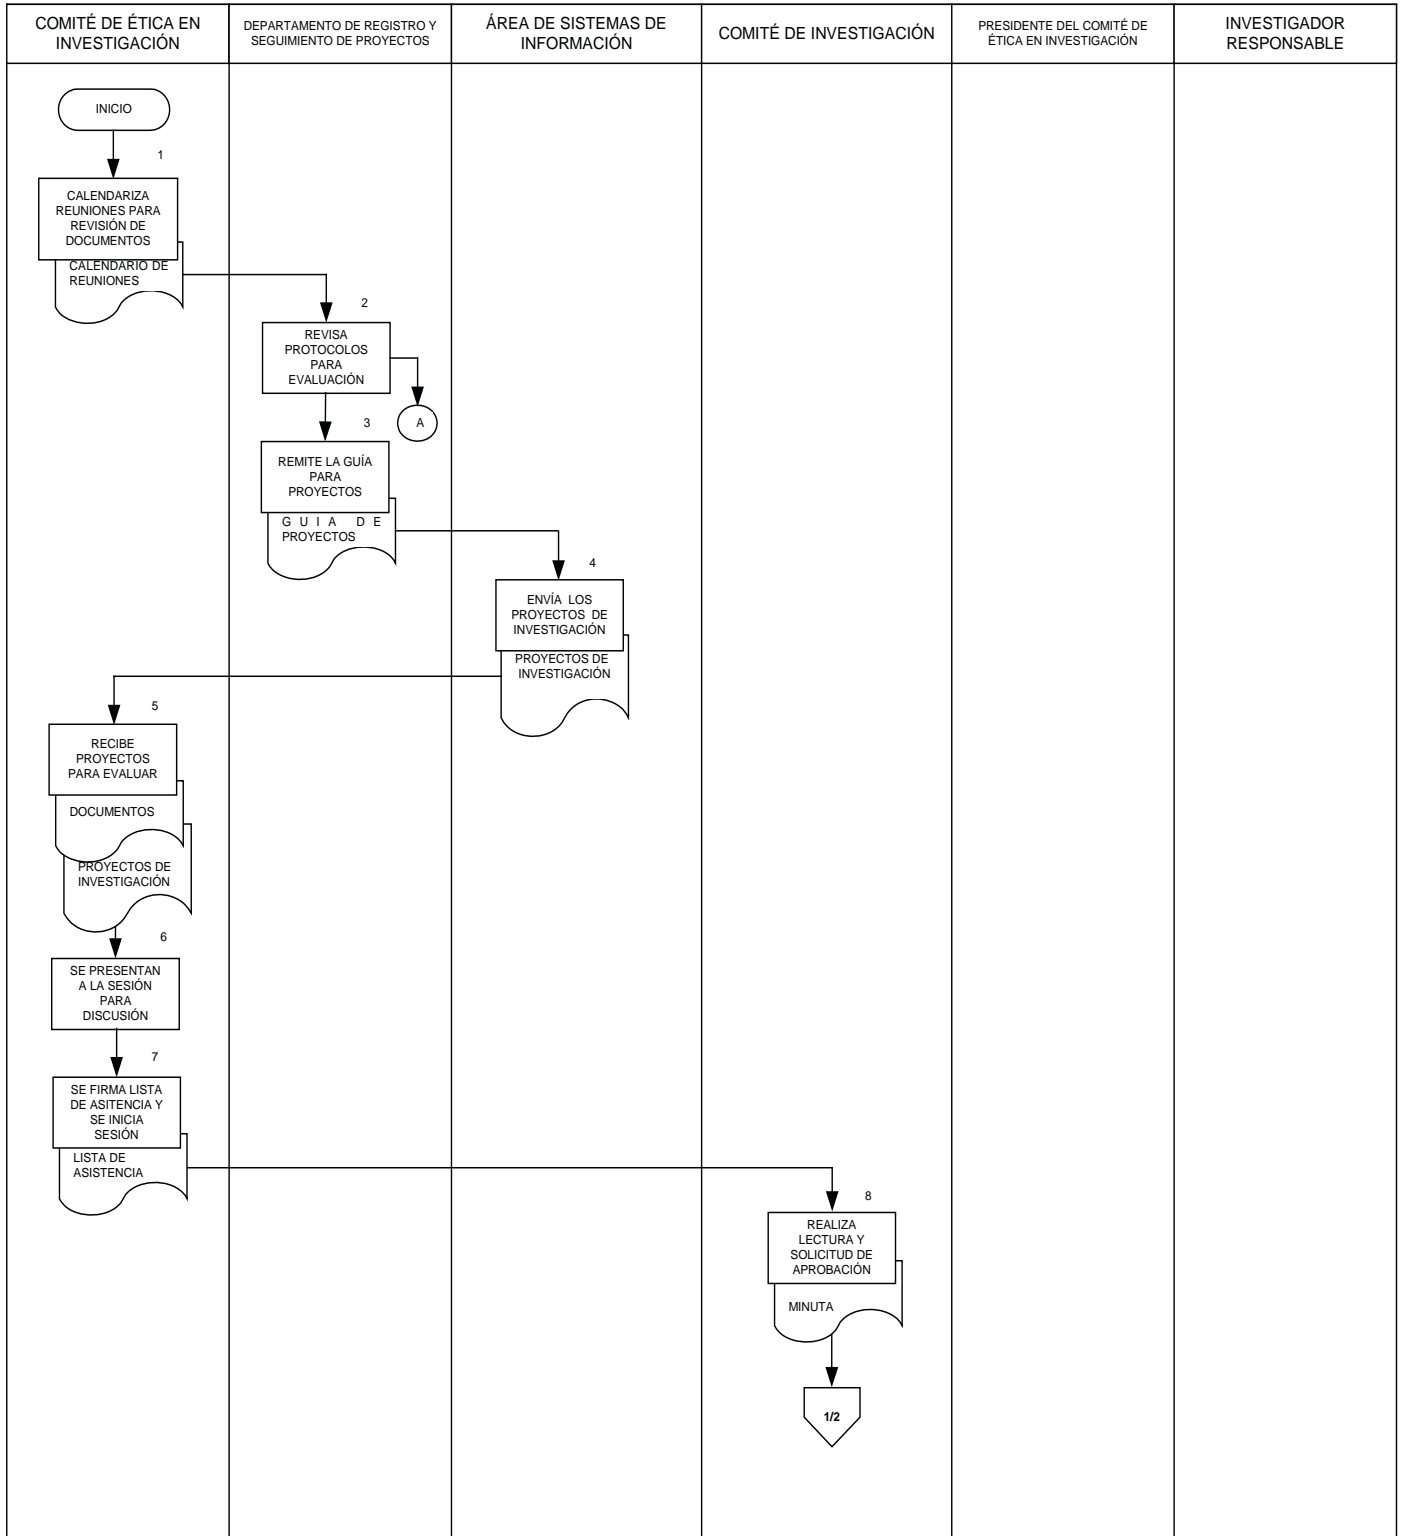 COMITÉ DE ÉTICA EN
INVESTIGACIÓN
DEPARTAMENTO DE REGISTRO Y
SEGUIMIENTO DE PROYECTOS
ÁREA DE SISTEMAS DE
INFORMACIÓN
COMITÉ DE INVESTIGACIÓN
PRESIDENTE DEL COMITÉ DE
ÉTICA EN INVESTIGACIÓN
INVESTIGADOR
RESPONSABLE
INICIO
1
CALENDARIZA
REUNIONES PARA
REVISIÓN DE
DOCUMENTOS
CALENDARIO DE
REUNIONES
2
REVISA
PROTOCOLOS
PARA
EVALUACIÓN
A
3
REMITE LA GUÍA
PARA
PROYECTOS
G U I A D E
PROYECTOS
4
ENVÍA LOS
PROYECTOS DE
INVESTIGACIÓN
PROYECTOS DE
INVESTIGACIÓN
5
RECIBE
PROYECTOS
PARA EVALUAR
DOCUMENTOS
PROYECTOS DE
INVESTIGACIÓN
6
SE PRESENTAN
A LA SESIÓN
PARA
DISCUSIÓN
7
SE FIRMA LISTA
DE ASITENCIA Y
SE INICIA
SESIÓN
LISTA DE
ASISTENCIA
8
REALIZA
LECTURA Y
SOLICITUD DE
APROBACIÓN
MINUTA
1/2